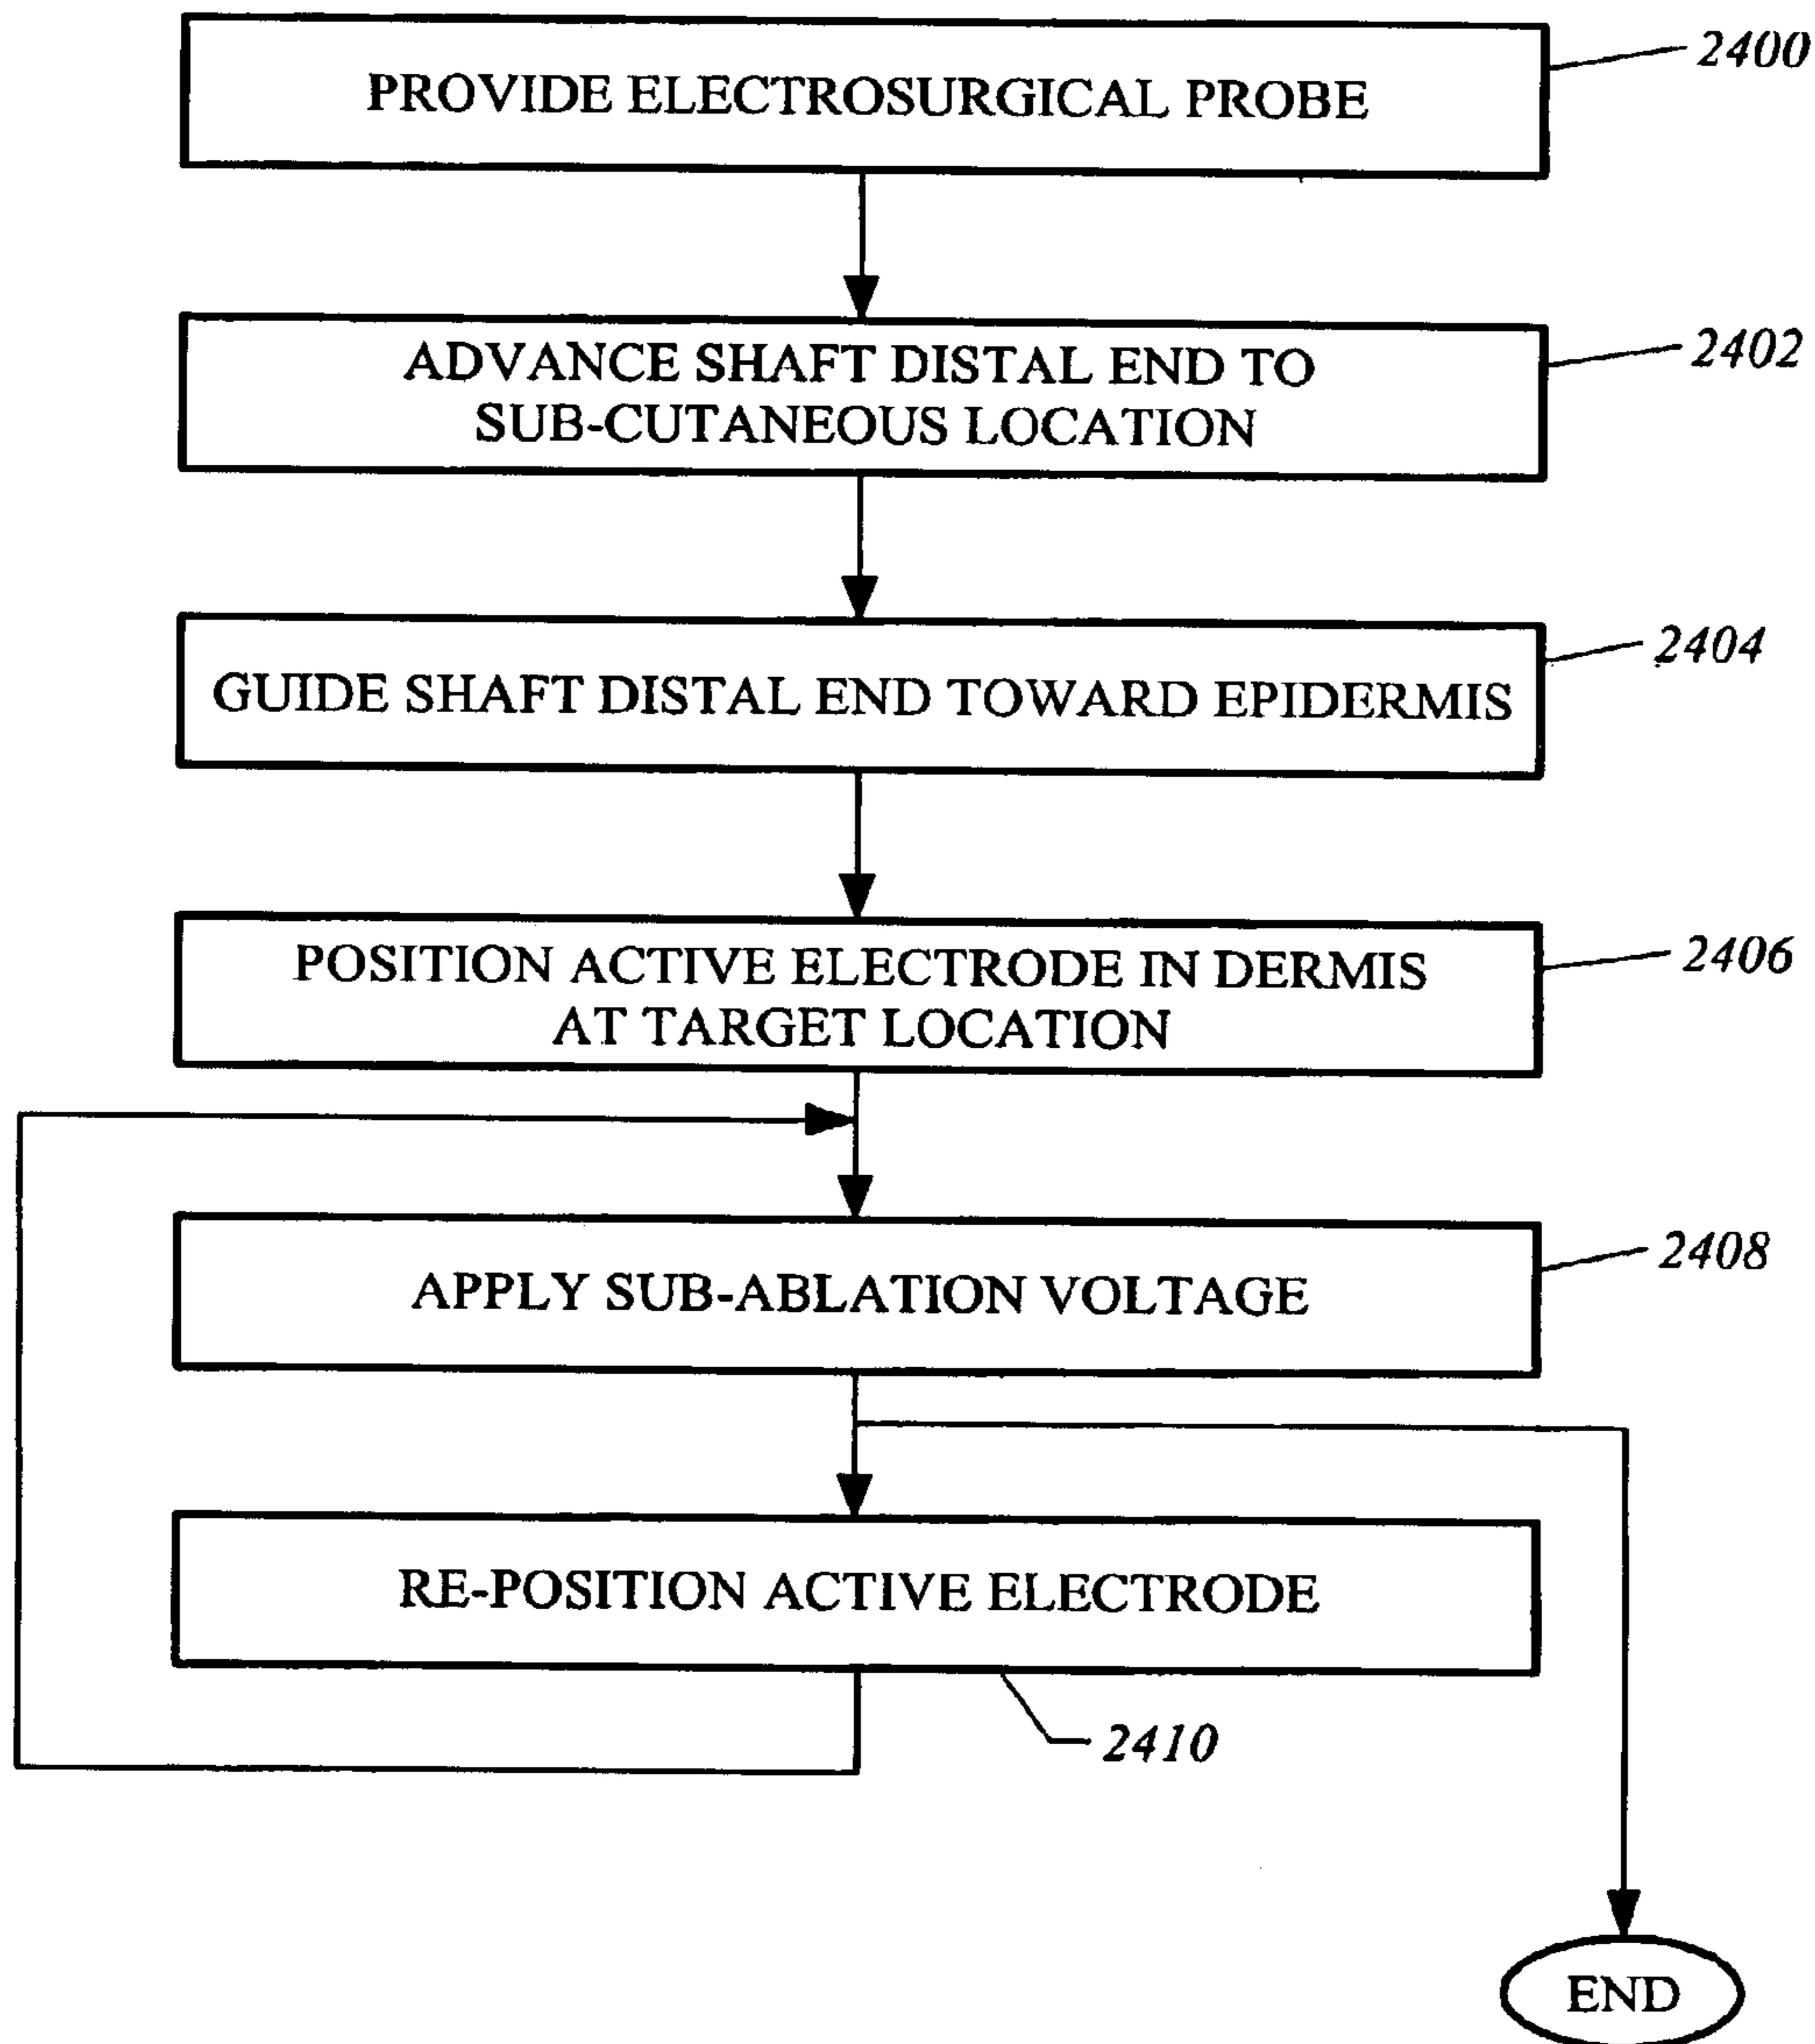 PROVIDE ELECTROSURGICAL PROBE
2400
ADVANCE SHAFT DISTAL END TO
SUB-CUTANEOUS LOCATION
2402
GUIDE SHAFT DISTAL END TOWARD EPIDERMIS
2404
POSITION ACTIVE ELECTRODE IN DERMIS
AT TARGET LOCATION
2406
APPLY SUB-ABLATION VOLTAGE
2408
RE-POSITION ACTIVE ELECTRODE
2410
END